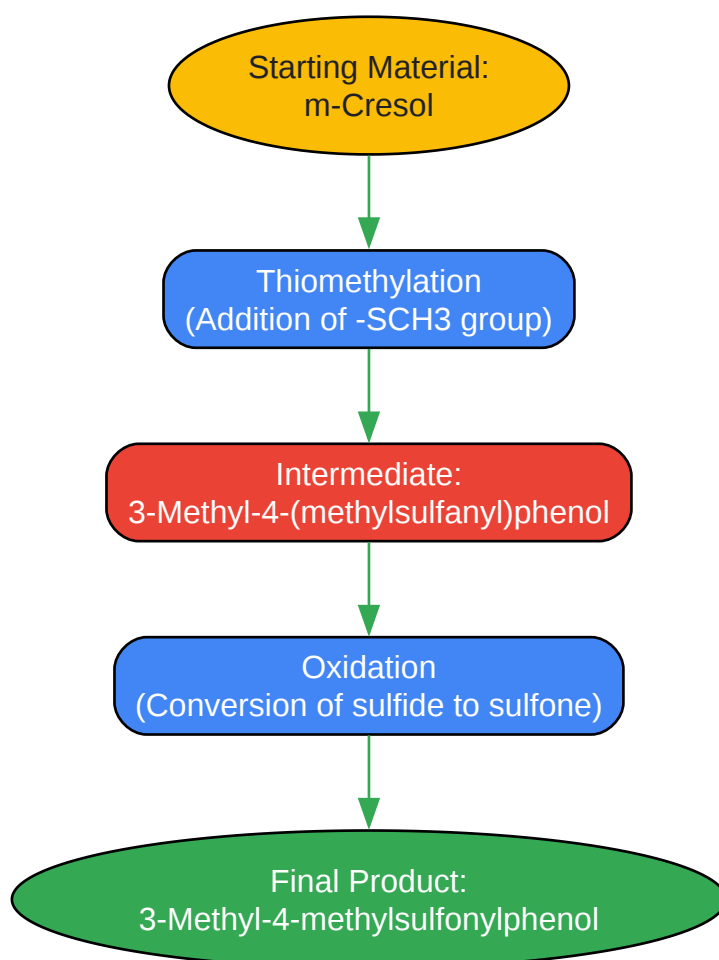 Starting Material:
m-Cresol
Thiomethylation
(Addition of -SCH3 group)
Intermediate:
3-Methyl-4-(methylsulfanyl)phenol
Oxidation
(Conversion of sulfide to sulfone)
Final Product:
3-Methyl-4-methylsulfonylphenol